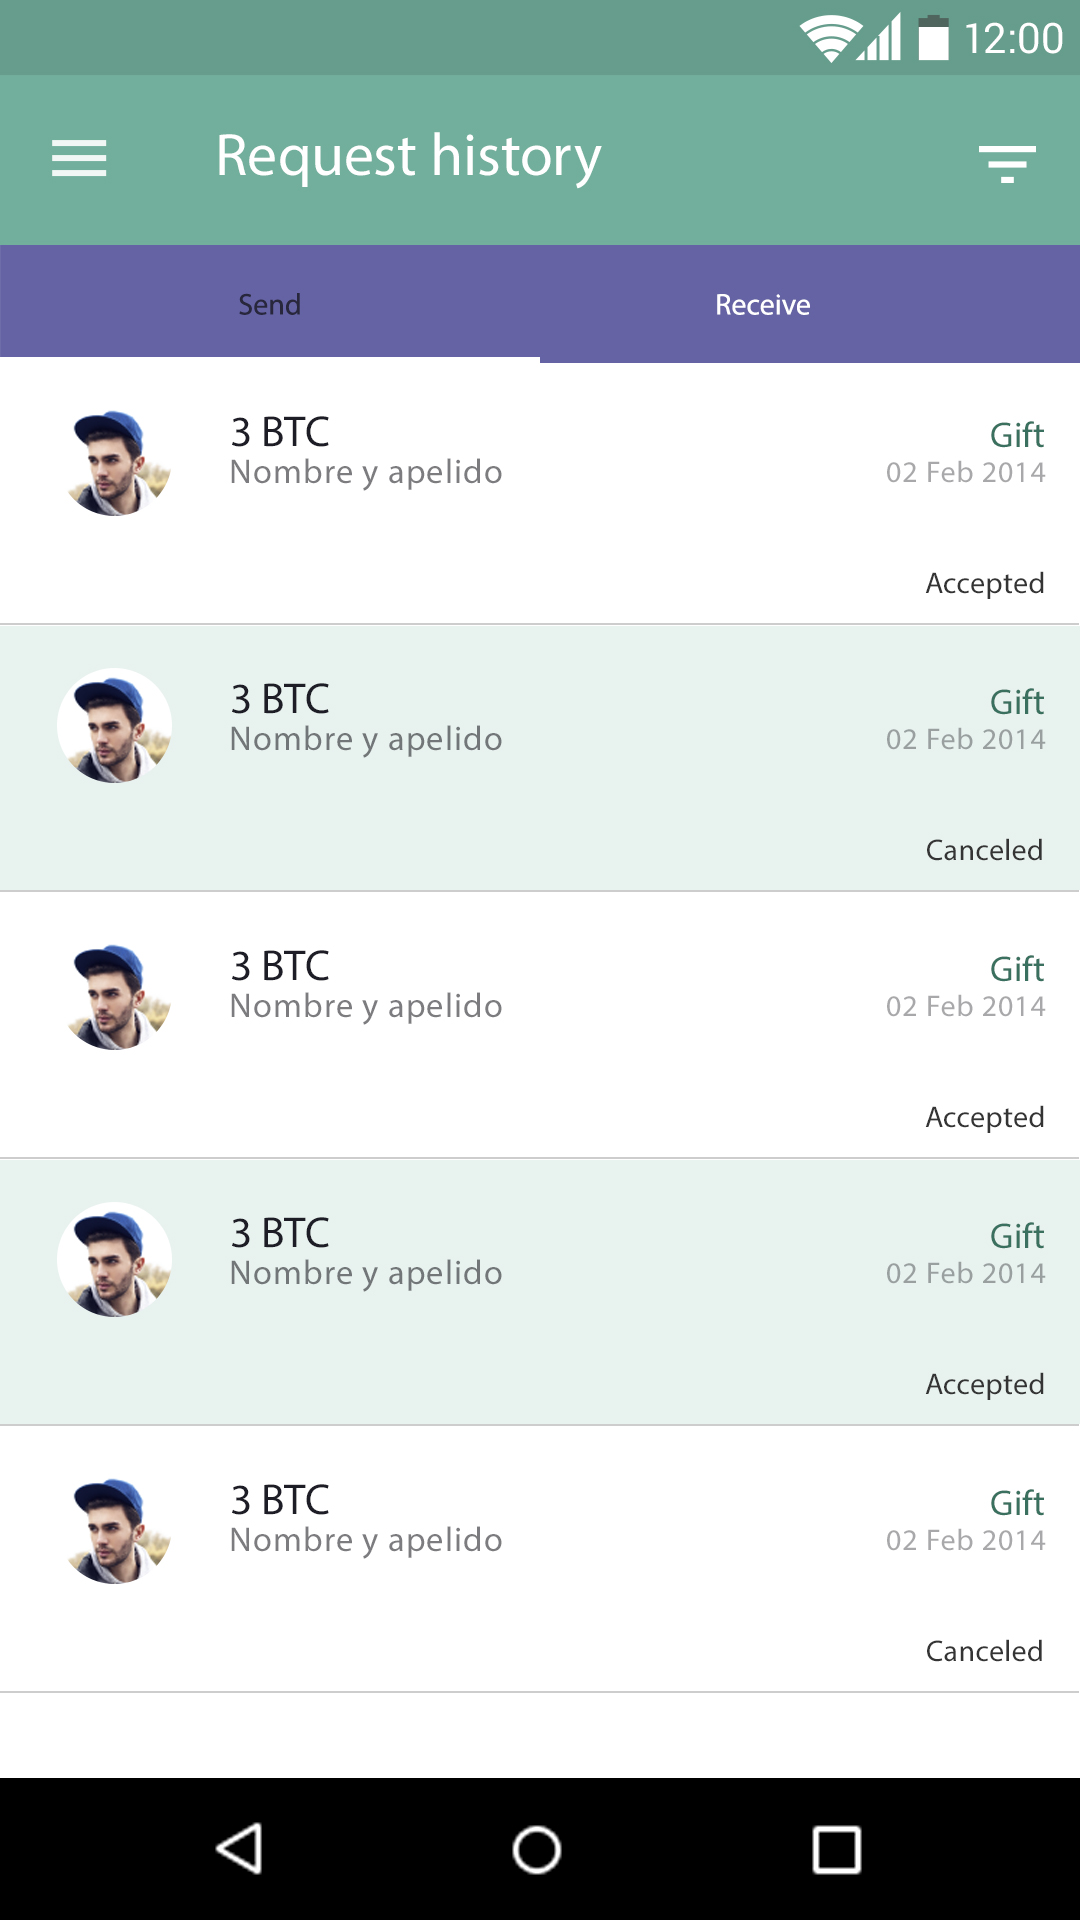 12:00
Request history
Send
Receive
3 BTC
Gift
Nombre y apelido
02 Feb 2014
Accepted
3 BTC
Gift
Nombre y apelido
02 Feb 2014
Canceled
3 BTC
Gift
Nombre y apelido
02 Feb 2014
Accepted
3 BTC
Gift
Nombre y apelido
02 Feb 2014
Accepted
3 BTC
Gift
Nombre y apelido
02 Feb 2014
Canceled